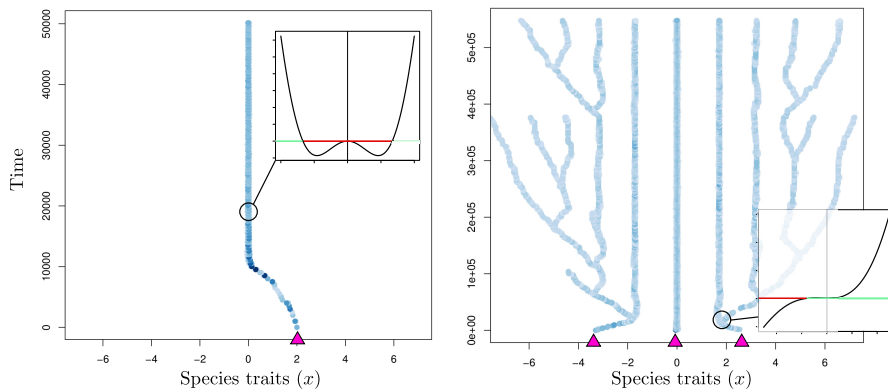 Time
50000
40000
30000
20000
10000
0
−6 −4 −2 0 2 4 6
Species traits (x)
5e+05
4e+05
3e+05
2e+05
1e+05
0e+00
−6 −4 −2 0 2 4 6
Species traits (x)